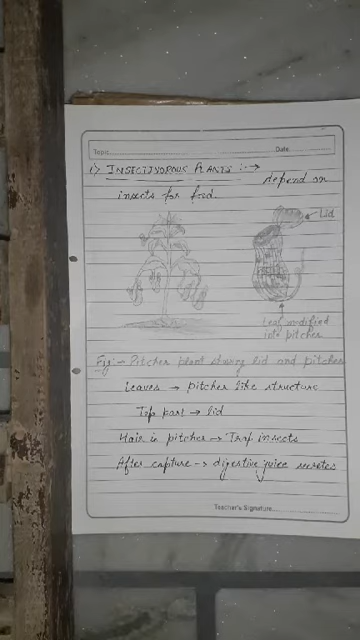 Topic Date
1) INSECTIVOROUS PLANTS :-→ depend on
insects for food.
Lid
Leaf modified
into pitcher
Fig:- Pitcher plant showing lid and pitcher
Leaves → pitcher like structure
Top part → lid
Hair in pitcher → Trap insects
After capture → digestive juice secretes
Teacher's Signature